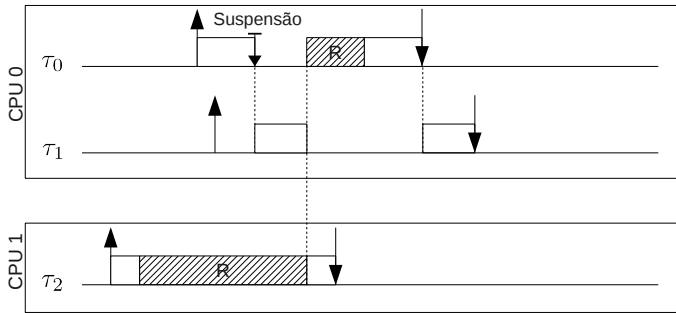 Suspensão
CPU 0
τ0
R
τ1
CPU 1
τ2
R